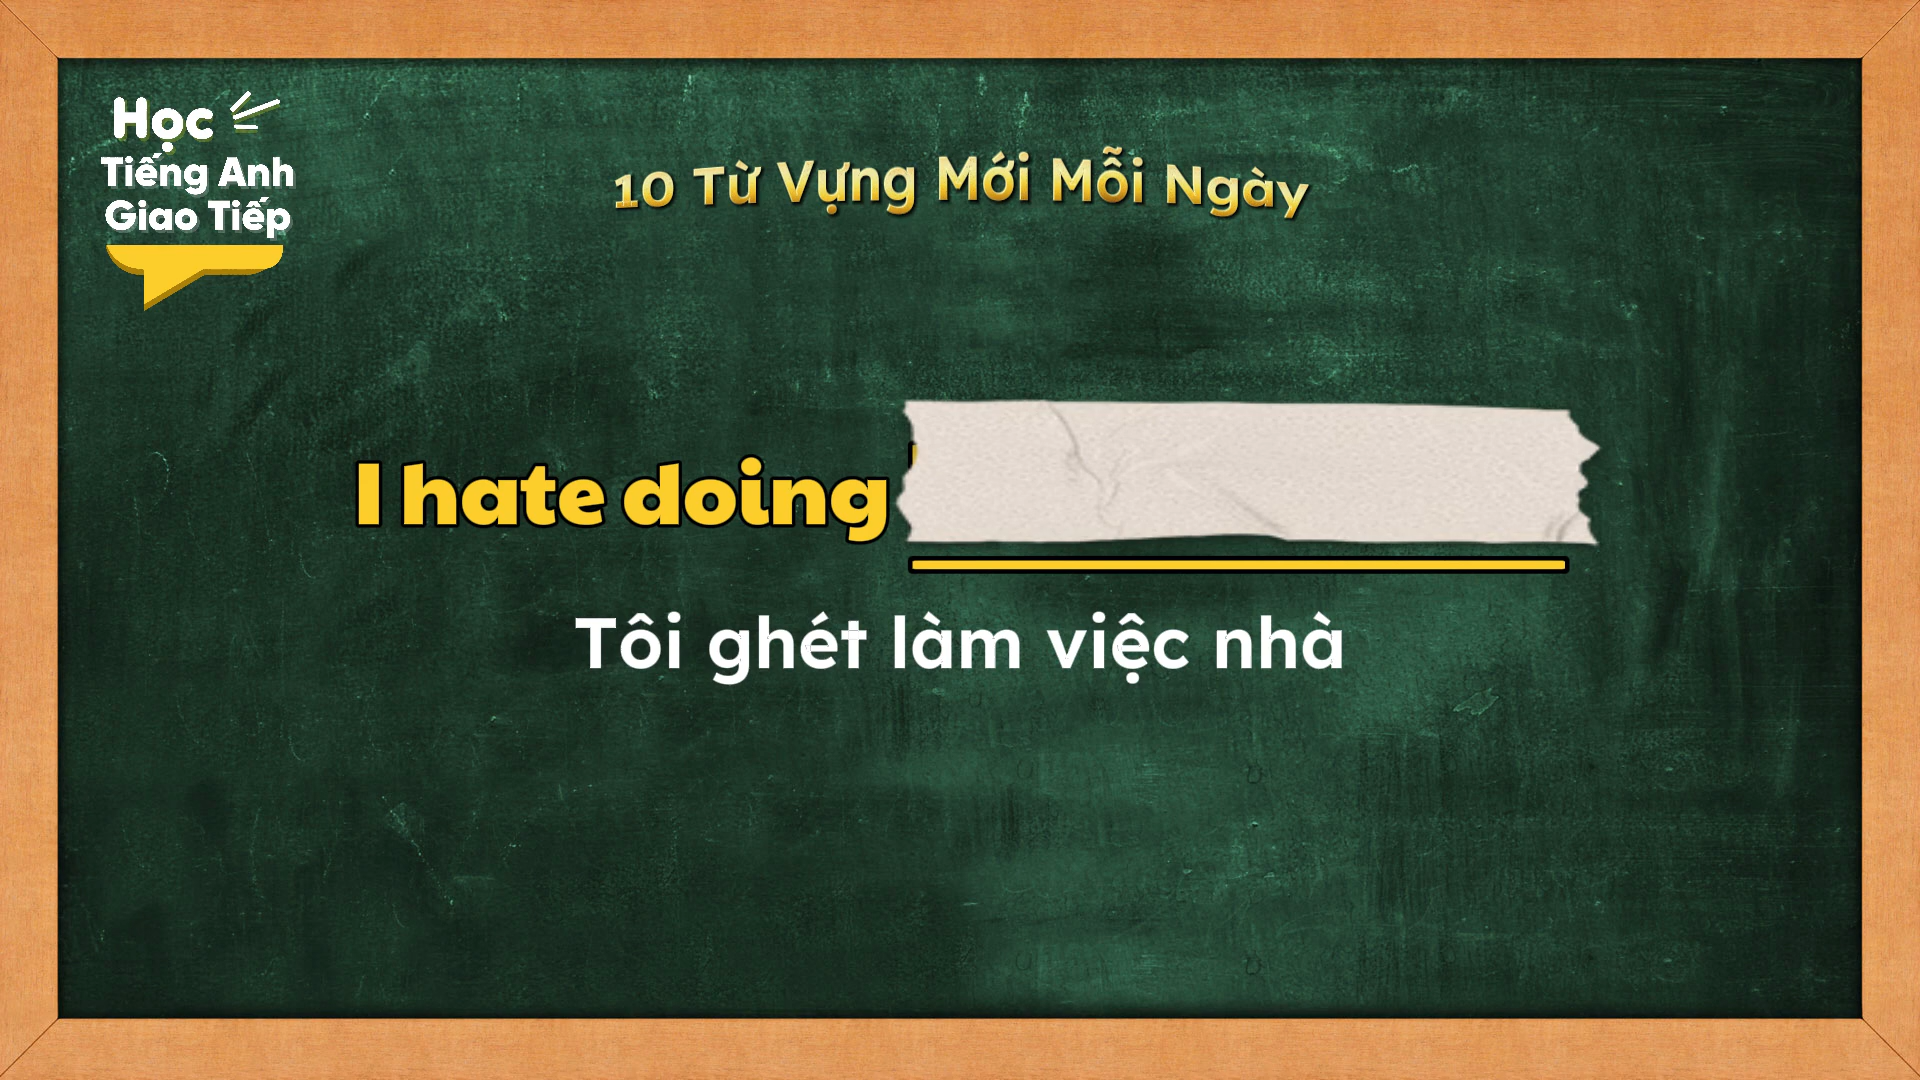 Học
Tiếng Anh
Giao Tiếp
10 Từ Vựng Mới Mỗi Ngày
I hate doing
Tôi ghét làm việc nhà